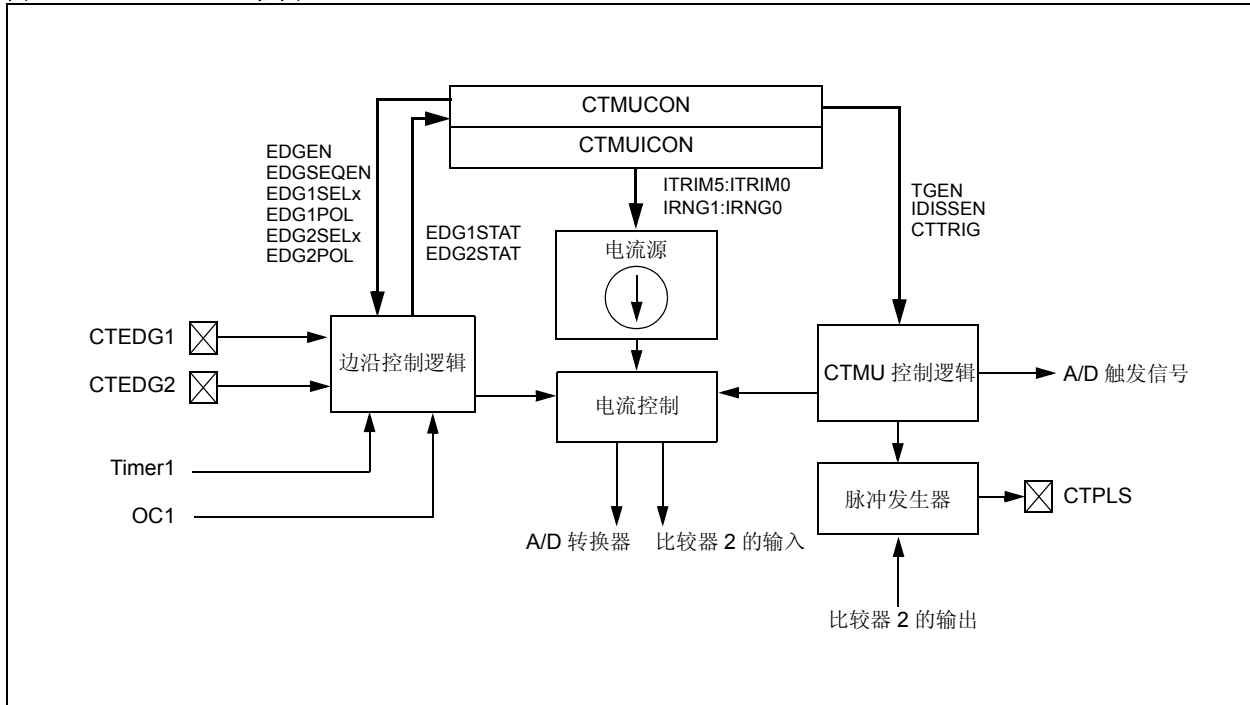 CTMUCON
CTMUICON
EDGEN
EDGSEQEN
EDG1SELx
EDG1POL
EDG2SELx
EDG2POL
EDG1STAT
EDG2STAT
ITRIM5:ITRIM0
IRNG1:IRNG0
TGEN
IDISSEN
CTTRIG
电流源
CTEDG1
CTEDG2
边沿控制逻辑
CTMU 控制逻辑
A/D 触发信号
电流控制
Timer1
OC1
脉冲发生器
CTPLS
A/D 转换器
比较器 2 的输入
比较器 2 的输出